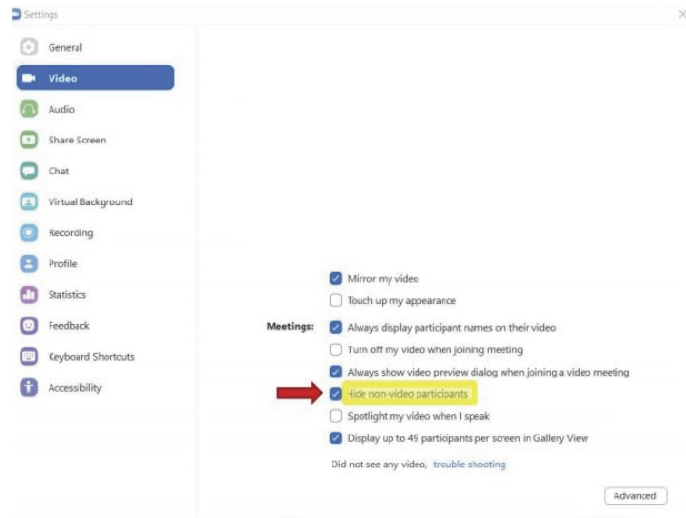 Settings
General
Video
Audio
Share Screen
Chat
Virtual Background
Recording
Profile
Statistics
Feedback
Keyboard Shortcuts
Accessibility
Mirror my video
Touch up my appearance
Meetings:
Always display participant names on their video
Turn off my video when joining meeting
Always show video preview dialog when joining a video meeting
Hide non-video participants
Spotlight my video when I speak
Display up to 49 participants per screen in Gallery View
Did not see any video, trouble shooting
Advanced